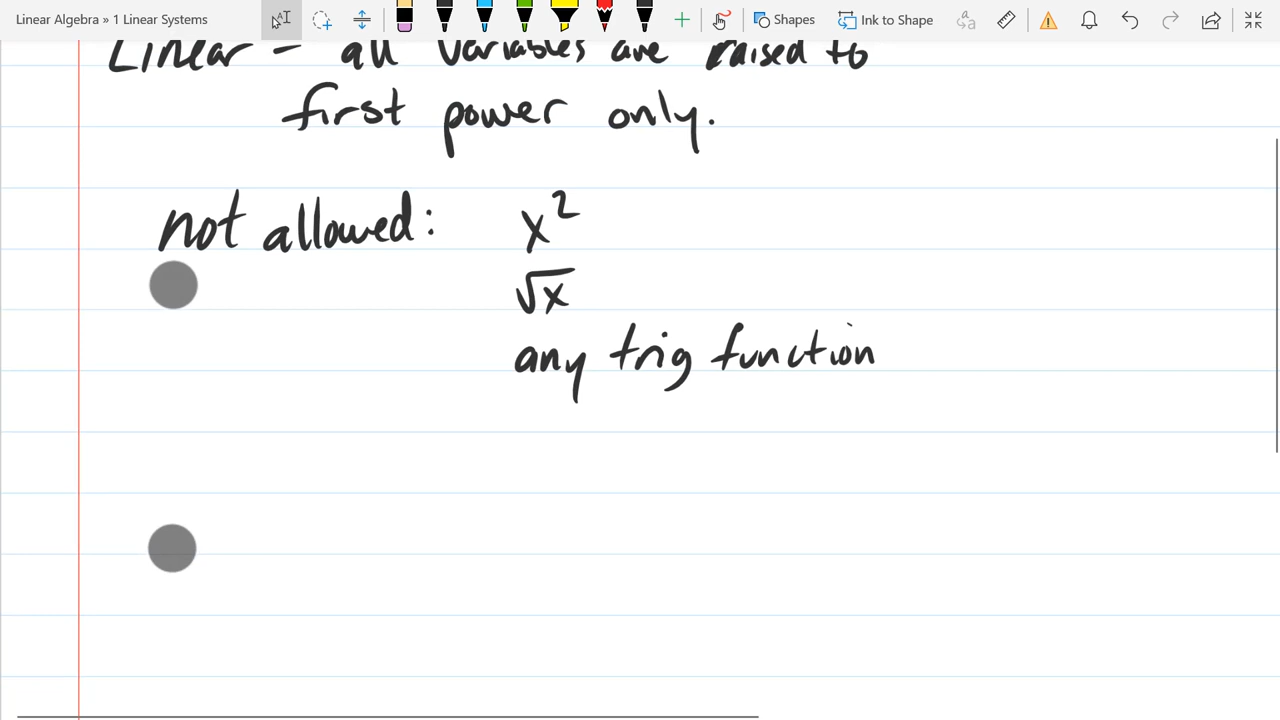 Linear Algebra » 1 Linear Systems
Shapes
Ink to Shape
Linear - all variables are raised to
first power only.
not allowed: x²
√x
any trig function